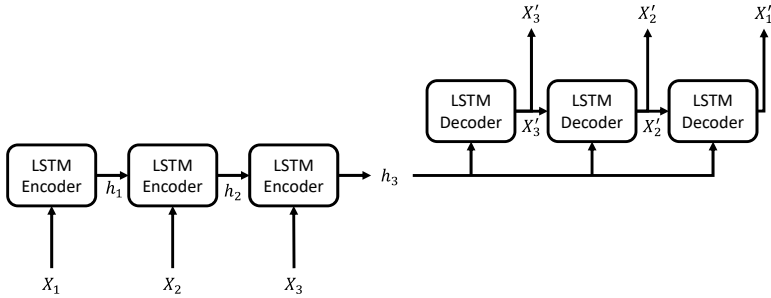 X′₃ X′₂ X′₁
LSTM Decoder
LSTM Decoder
LSTM Decoder
X′₃ X′₂
LSTM Encoder
LSTM Encoder
LSTM Encoder
h₁ h₂ h₃
X₁ X₂ X₃